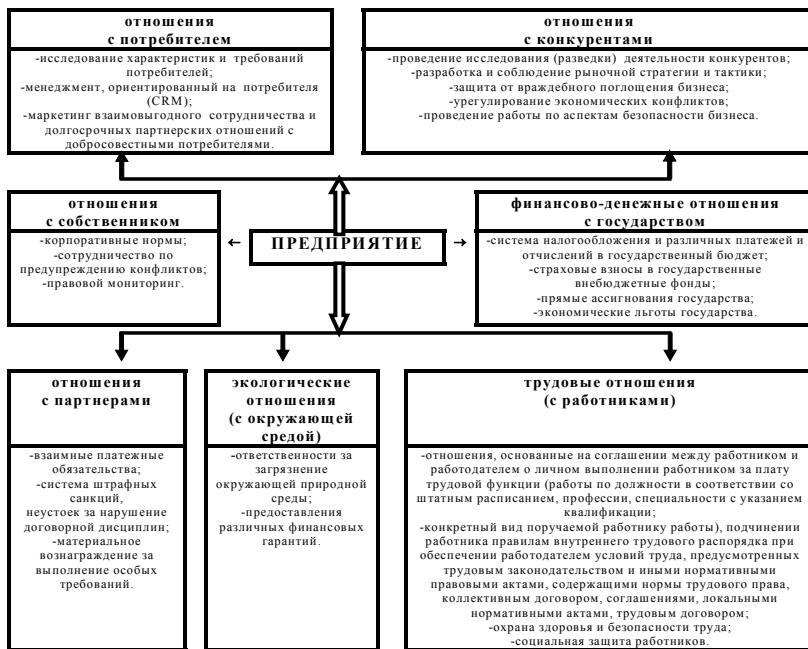 отношения
с потребителем
-исследование характеристик и требований
потребителей;
-менеджмент, ориентированный на потребителя
(CRM);
-маркетинг взаимовыгодного сотрудничества и
долгосрочных партнерских отношений с
добросовестными потребителями.
отношения
с конкурентами
-проведение исследования (разведки) деятельности конкурентов;
-разработка и соблюдение рыночной стратегии и тактики;
-защита от враждебного поглощения бизнеса;
-урегулирование экономических конфликтов;
-проведение работы по аспектам безопасности бизнеса.
отношения
с собственником
-корпоративные нормы;
-сотрудничество по
предупреждению конфликтов;
-правовой мониторинг.
ПРЕДПРИЯТИЕ
финансово-денежные отношения
с государством
-система налогообложения и различных платежей и
отчислений в государственный бюджет;
-страховые взносы в государственные
внебюджетные фонды;
-прямые ассигнования государства;
-экономические льготы государства.
отношения
с партнерами
-взаимные платежные
обязательства;
-система штрафных
санкций,
неустоек за нарушение
договорной дисциплин;
-материальное
вознаграждение за
выполнение особых
требований.
экологические
отношения
(с окружающей
средой)
-ответственности за
загрязнение
окружающей природной
среды;
-предоставления
различных финансовых
гарантий.
трудовые отношения
(с работниками)
-отношения, основанные на соглашении между работником и
работодателем о личном выполнении работником за плату
трудовой функции (работы по должности в соответствии со
штатным расписанием, профессии, специальности с указанием
квалификации;
-конкретный вид поручаемой работнику работы), подчинении
работника правилам внутреннего трудового распорядка при
обеспечении работодателем условий труда, предусмотренных
трудовым законодательством и иными нормативными
правовыми актами, содержащими нормы трудового права,
коллективным договором, соглашениями, локальными
нормативными актами, трудовым договором;
-охрана здоровья и безопасности труда;
-социальная защита работников.